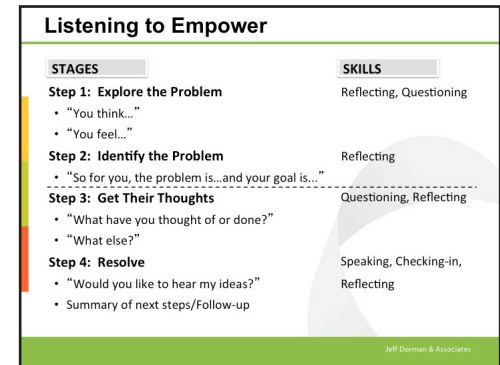 Listening to Empower
STAGES SKILLS
Step 1: Explore the Problem Reflecting, Questioning
• “You think…”
• “You feel…”
Step 2: Identify the Problem Reflecting
• “So for you, the problem is…and your goal is...”
Step 3: Get Their Thoughts Questioning, Reflecting
• “What have you thought of or done?”
• “What else?”
Step 4: Resolve Speaking, Checking-in,
• “Would you like to hear my ideas?” Reflecting
• Summary of next steps/Follow-up
Jeff Dorman & Associates